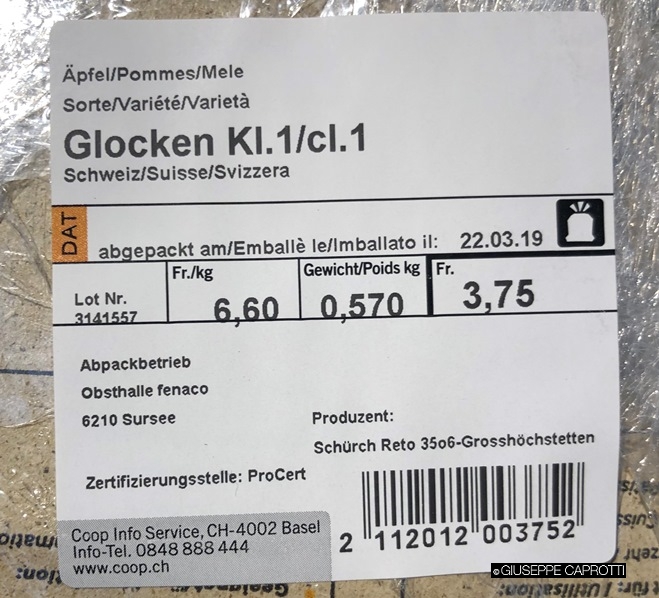 Äpfel/Pommes/Mele
Sorte/Variété/Varietà
Glocken Kl.1/cl.1
Schweiz/Suisse/Svizzera
DAT
abgepackt am/Emballè le/Imballato il: 22.03.19
Fr./kg Gewicht/Poids kg Fr.
Lot Nr. 6,60 0,570 3,75
3141557
Abpackbetrieb
Obsthalle fenaco
6210 Sursee
Produzent:
Schürch Reto 35o6-Grosshöchstetten
Zertifizierungsstelle: ProCert
Coop Info Service, CH-4002 Basel
Info-Tel. 0848 888 444
www.coop.ch
2 112012 003752
©GIUSEPPE CAPROTTI